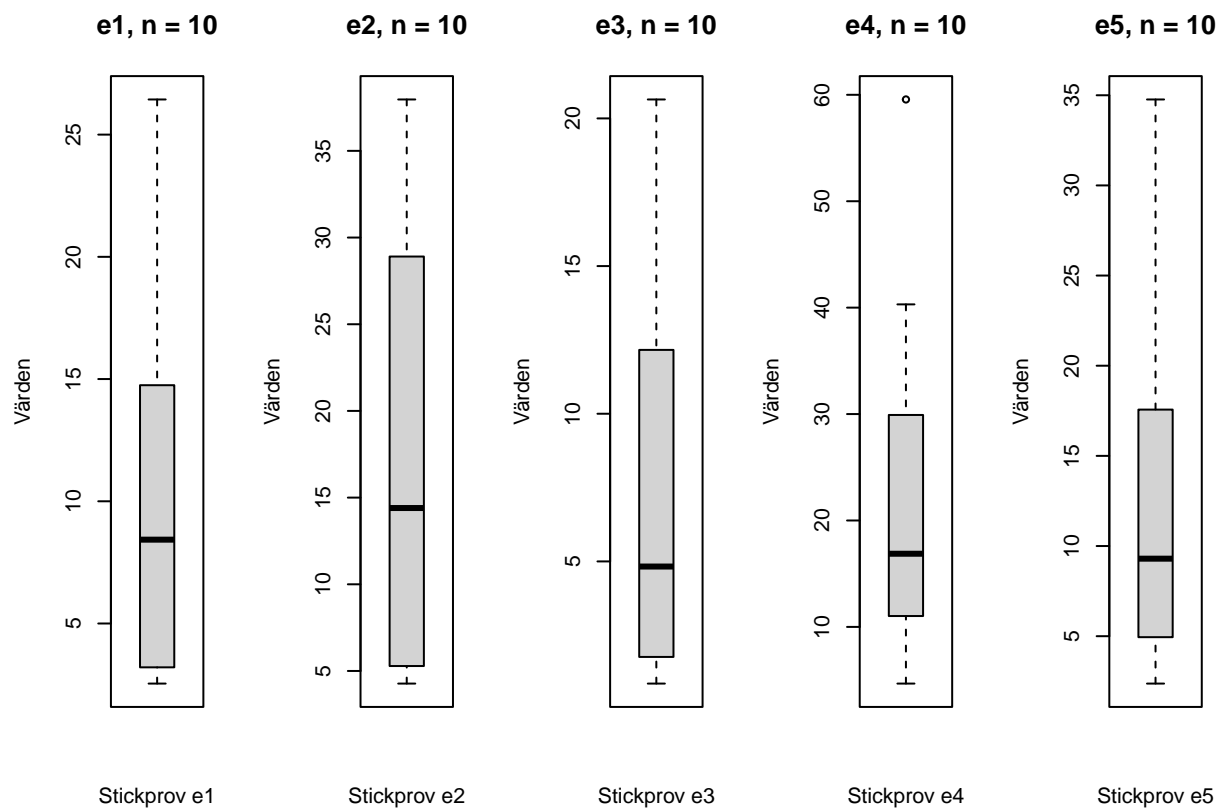 e1, n = 10
Värden
25
20
15
10
5
Stickprov e1
e2, n = 10
Värden
35
30
25
20
15
10
5
Stickprov e2
e3, n = 10
Värden
20
15
10
5
Stickprov e3
e4, n = 10
Värden
60
50
40
30
20
10
Stickprov e4
e5, n = 10
Värden
35
30
25
20
15
10
5
Stickprov e5